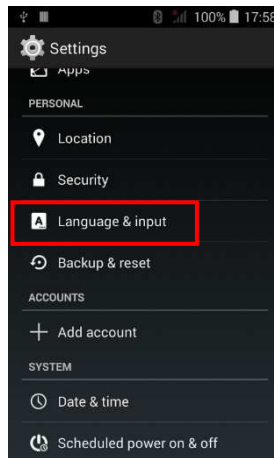 100% 17:58
Settings
Apps
PERSONAL
Location
Security
A Language & input
Backup & reset
ACCOUNTS
Add account
SYSTEM
Date & time
Scheduled power on & off